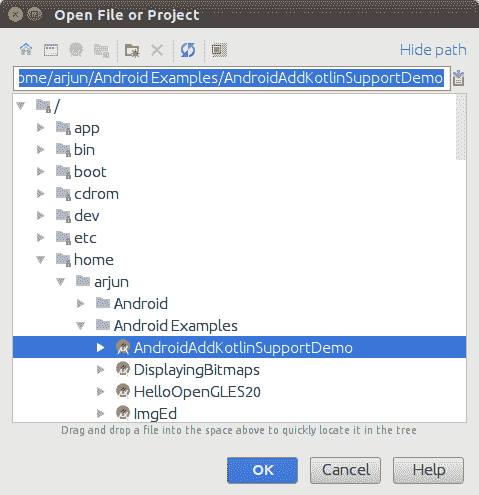 Open File or Project
Hide path
ome/arjun/Android Examples/AndroidAddKotlinSupportDemo
/
app
bin
boot
cdrom
dev
etc
home
arjun
Android
Android Examples
AndroidAddKotlinSupportDemo
DisplayingBitmaps
HelloOpenGLES20
ImgEd
Drag and drop a file into the space above to quickly locate it in the tree
OK
Cancel
Help